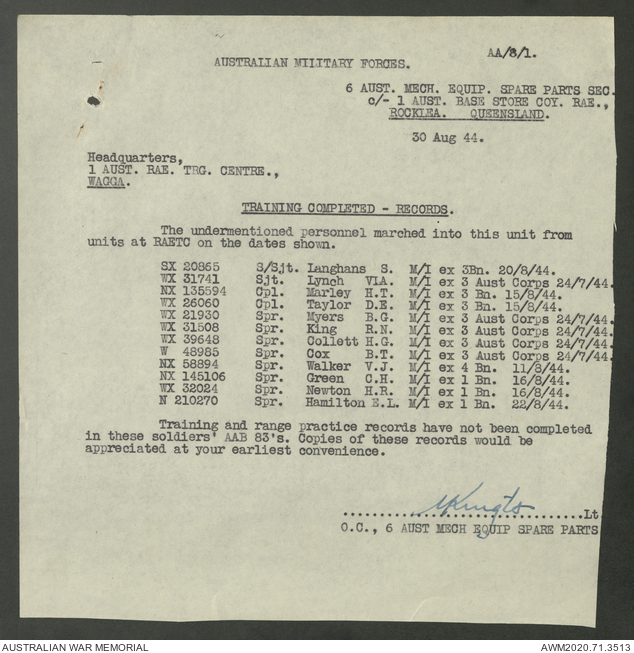 AA/8/1.
AUSTRALIAN MILITARY FORCES.
6 AUST. MECH. EQUIP. SPARE PARTS SEC.
c/- 1 AUST. BASE STORE COY. RAE.,
ROCKLEA. QUEENSLAND.
30 Aug 44.
Headquarters,
1 AUST. RAE. TRG. CENTRE.,
WAGGA.
TRAINING COMPLETED - RECORDS.
The undermentioned personnel marched into this unit from
units at RAETC on the dates shown.
SX 20865 S/Sjt. Langhans S. M/I ex 3Bn. 20/8/44.
WX 31741 Sjt. Lynch VLA. M/I ex 3 Aust Corps 24/7/44.
NX 135594 Cpl. Marley H.T. M/I ex 3 Bn. 15/8/44.
WX 26060 Cpl. Taylor D.E. M/I ex 3 Bn. 15/8/44.
WX 21930 Spr. Myers B.G. M/I ex 3 Aust Corps 24/7/44.
WX 31508 Spr. King R.N. M/I ex 3 Aust Corps 24/7/44.
WX 39648 Spr. Collett H.G. M/I ex 3 Aust Corps 24/7/44.
W 48985 Spr. Cox B.T. M/I ex 3 Aust Corps 24/7/44.
NX 58894 Spr. Walker V.J. M/I ex 4 Bn. 11/8/44.
NX 145106 Spr. Green C.H. M/I ex 1 Bn. 16/8/44.
WX 32024 Spr. Newton H.R. M/I ex 1 Bn. 16/8/44.
N 210270 Spr. Hamilton E.L. M/I ex 1 Bn. 22/8/44.
Training and range practice records have not been completed
in these soldiers' AAB 83's. Copies of these records would be
appreciated at your earliest convenience.
..................................Lt
O.C., 6 AUST MECH EQUIP SPARE PARTS
AUSTRALIAN WAR MEMORIAL
AWM2020.71.3513